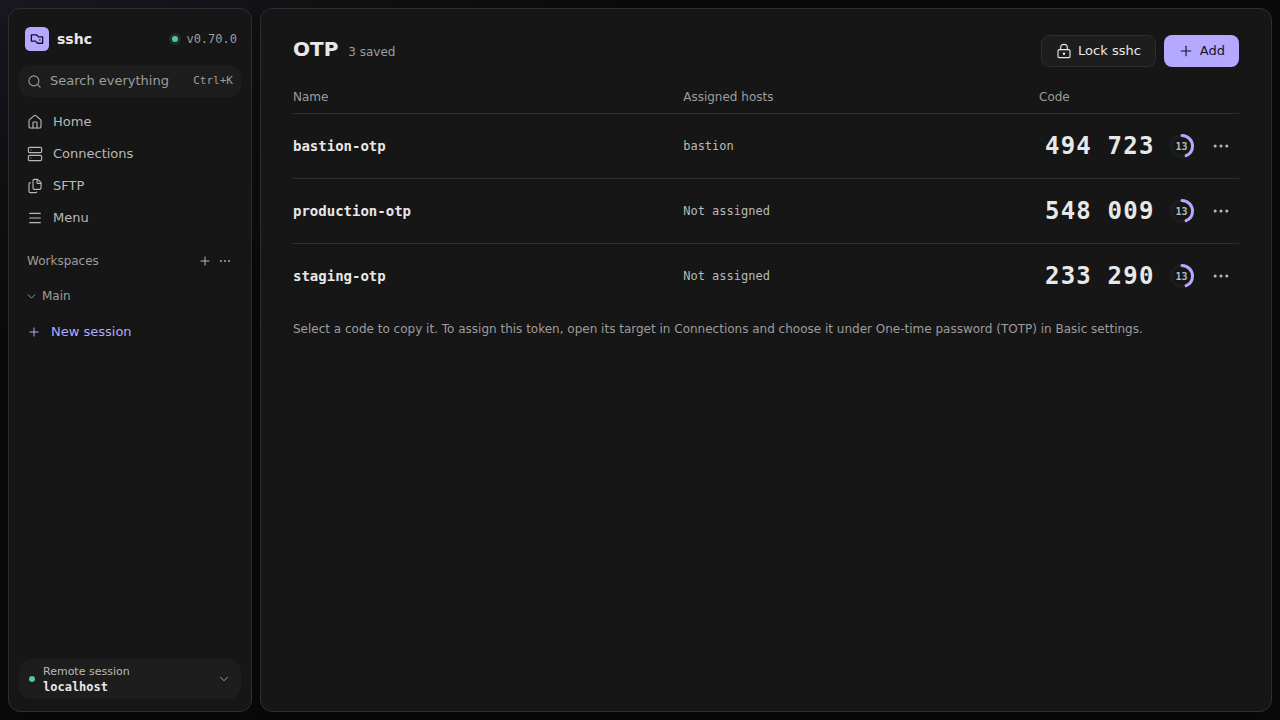 sshc
v0.70.0
Search everything
Ctrl+K
Home
Connections
SFTP
Menu
Workspaces
Main
New session
Remote session
localhost
OTP 3 saved
Lock sshc
Add
Name Assigned hosts Code
bastion-otp bastion 494 723 13
production-otp Not assigned 548 009 13
staging-otp Not assigned 233 290 13
Select a code to copy it. To assign this token, open its target in Connections and choose it under One-time password (TOTP) in Basic settings.